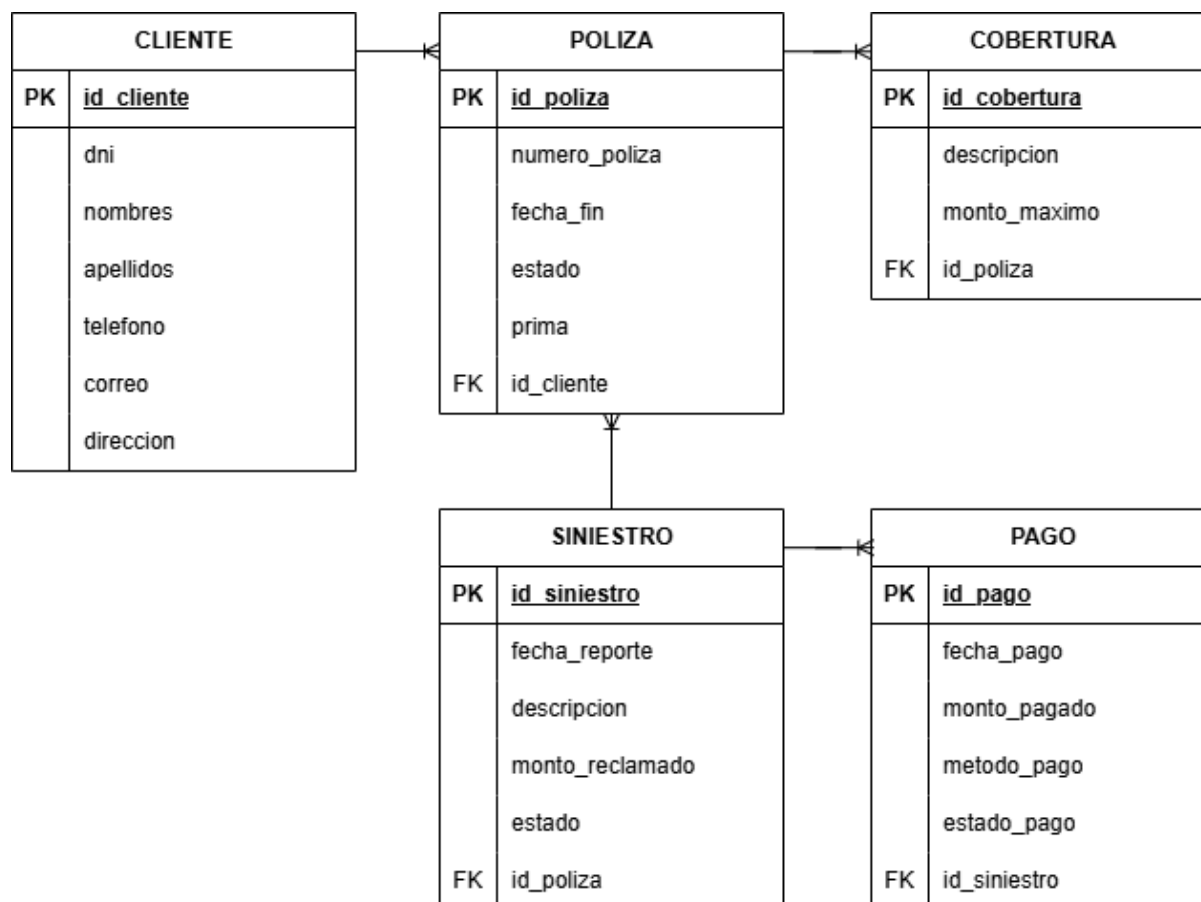 CLIENTE
PK id_cliente
dni
nombres
apellidos
telefono
correo
direccion
POLIZA
PK id_poliza
numero_poliza
fecha_fin
estado
prima
FK id_cliente
COBERTURA
PK id_cobertura
descripcion
monto_maximo
FK id_poliza
SINIESTRO
PK id_siniestro
fecha_reporte
descripcion
monto_reclamado
estado
FK id_poliza
PAGO
PK id_pago
fecha_pago
monto_pagado
metodo_pago
estado_pago
FK id_siniestro